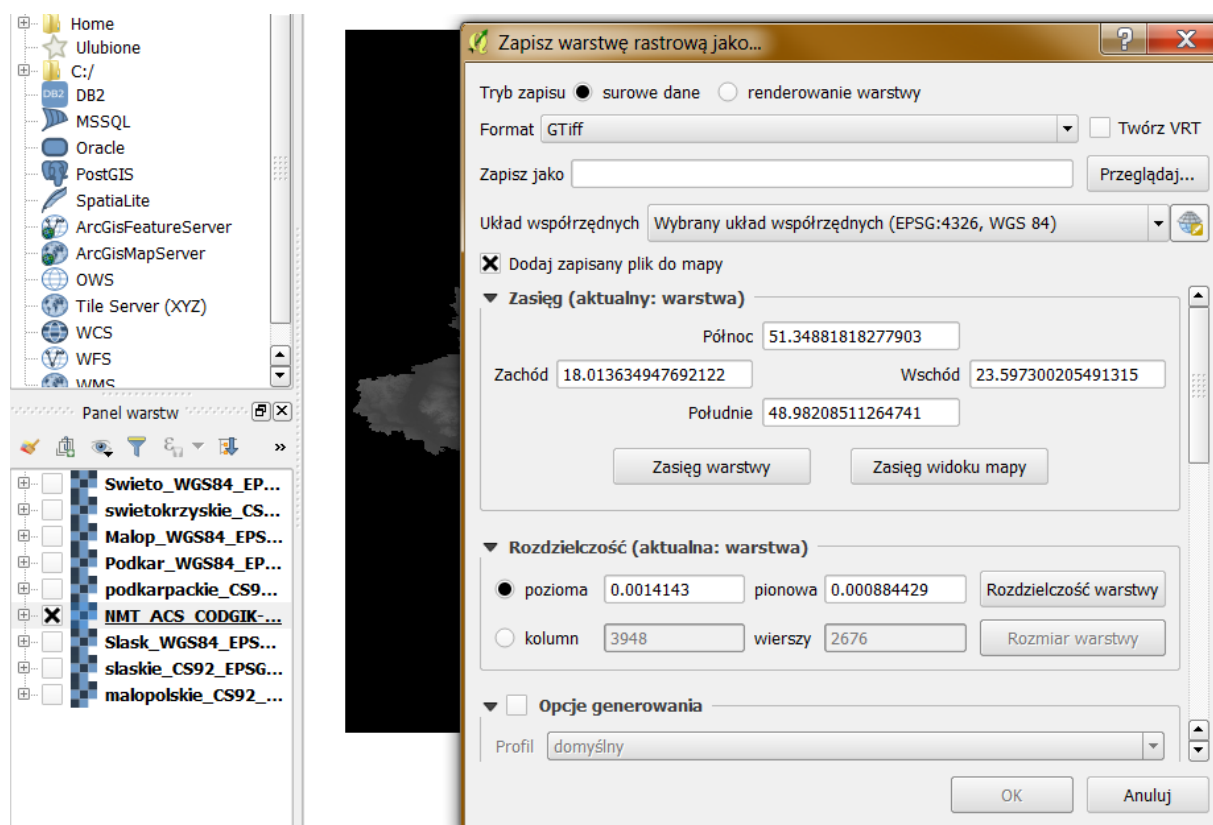 Home
Ulubione
C:/
DB2 DB2
MSSQL
Oracle
PostGIS
SpatiaLite
ArcGisFeatureServer
ArcGisMapServer
OWS
Tile Server (XYZ)
WCS
WFS
WMS
Panel warstw
»
Swieto_WGS84_EP...
swietokrzyskie_CS...
Malop_WGS84_EPS...
Podkar_WGS84_EP...
podkarpackie_CS9...
NMT_ACS_CODGIK-...
Slask_WGS84_EPS...
slaskie_CS92_EPSG...
malopolskie_CS92_...
Zapisz warstwę rastrową jako...
Tryb zapisu surowe dane renderowanie warstwy
Format GTiff Twórz VRT
Zapisz jako Przeglądaj...
Układ współrzędnych Wybrany układ współrzędnych (EPSG:4326, WGS 84)
Dodaj zapisany plik do mapy
Zasięg (aktualny: warstwa)
Północ 51.34881818277903
Zachód 18.013634947692122 Wschód 23.597300205491315
Południe 48.98208511264741
Zasięg warstwy Zasięg widoku mapy
Rozdzielczość (aktualna: warstwa)
pozioma 0.0014143 pionowa 0.000884429 Rozdzielczość warstwy
kolumn 3948 wierszy 2676 Rozmiar warstwy
Opcje generowania
Profil domyślny
OK Anuluj